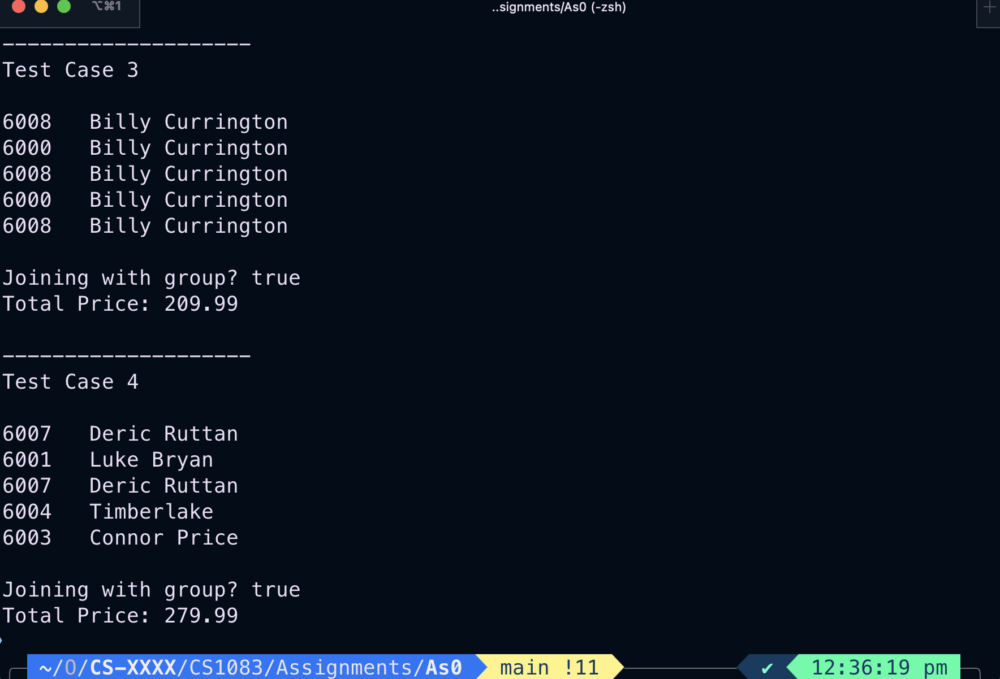 ⌥⌘1
..signments/As0 (-zsh)
--------------------
Test Case 3
6008   Billy Currington
6000   Billy Currington
6008   Billy Currington
6000   Billy Currington
6008   Billy Currington
Joining with group? true
Total Price: 209.99
--------------------
Test Case 4
6007   Deric Ruttan
6001   Luke Bryan
6007   Deric Ruttan
6004   Timberlake
6003   Connor Price
Joining with group? true
Total Price: 279.99
~/O/CS-XXXX/CS1083/Assignments/As0  main !11  ✔  12:36:19 pm